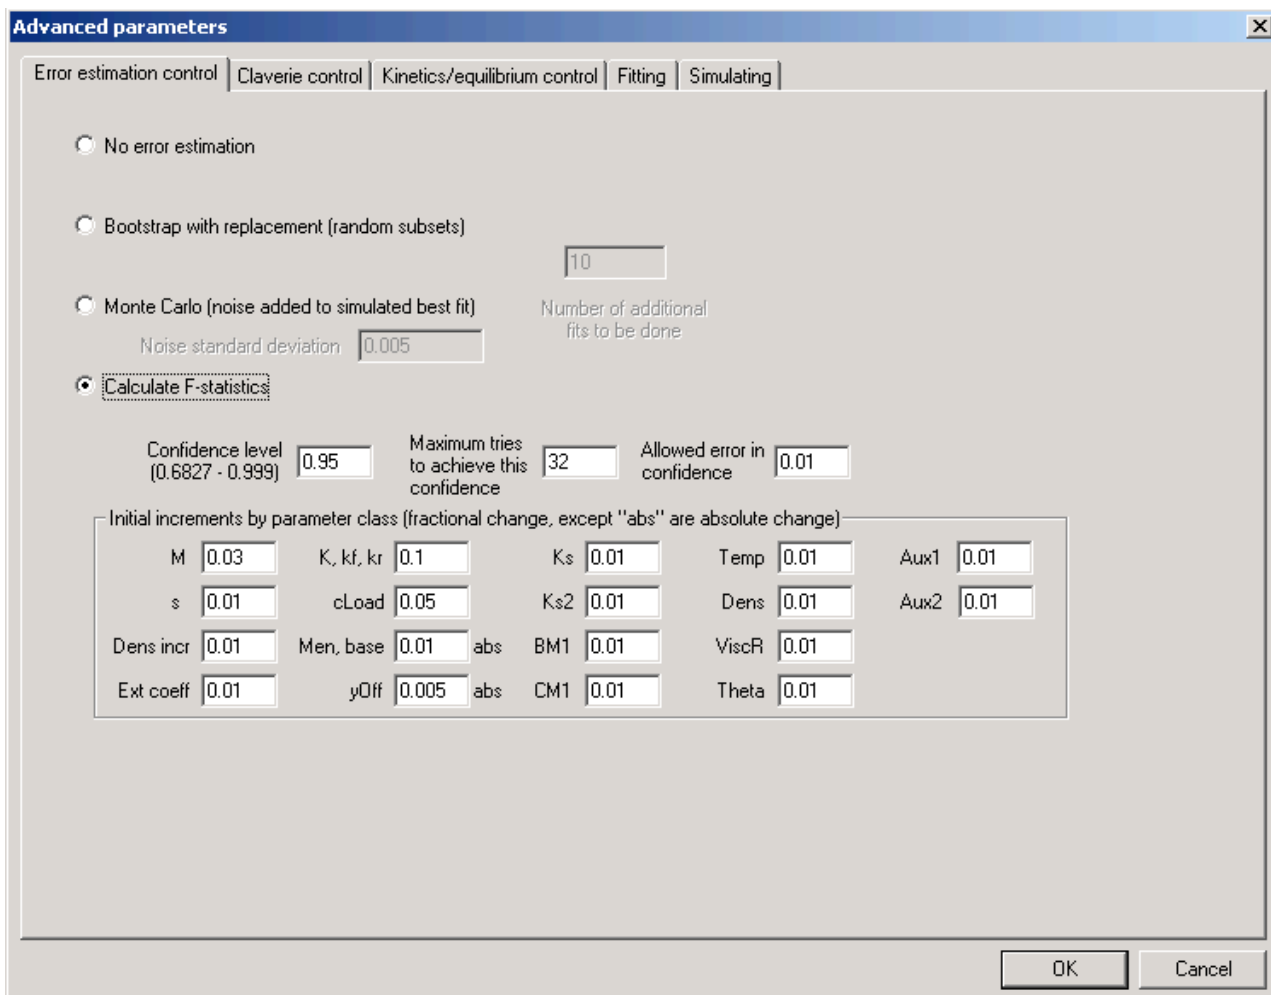 Advanced parameters
Error estimation control Claverie control Kinetics/equilibrium control Fitting Simulating
No error estimation
Bootstrap with replacement (random subsets)
10
Monte Carlo (noise added to simulated best fit)
Number of additional
fits to be done
Noise standard deviation 0.005
Calculate F-statistics
Confidence level
(0.6827 - 0.999)
0.95
Maximum tries
to achieve this
confidence
32
Allowed error in
confidence
0.01
Initial increments by parameter class (fractional change, except "abs" are absolute change)
M 0.03 K, kf, kr 0.1 Ks 0.01 Temp 0.01 Aux1 0.01
s 0.01 cLoad 0.05 Ks2 0.01 Dens 0.01 Aux2 0.01
Dens incr 0.01 Men, base 0.01 abs BM1 0.01 ViscR 0.01
Ext coeff 0.01 yOff 0.005 abs CM1 0.01 Theta 0.01
OK Cancel